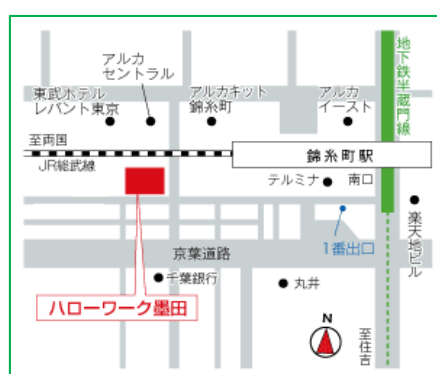 アルカ
セントラル
東武ホテル
レバント東京
アルカキット
錦糸町
アルカ
イースト
地下鉄半蔵門線
至両国
JR総武線
錦糸町駅
テルミナ
南口
1番出口
楽天地ビル
京葉道路
千葉銀行
丸井
ハローワーク墨田
N
至住吉